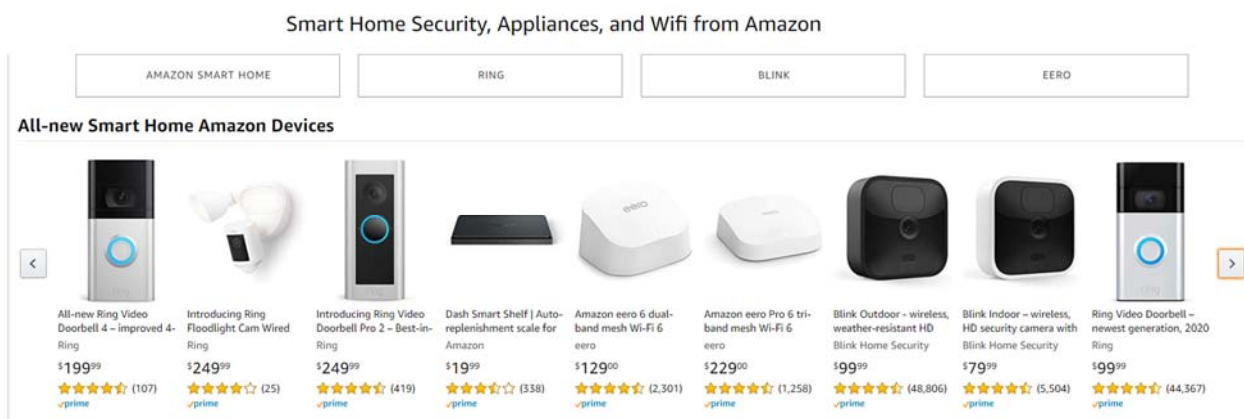 Smart Home Security, Appliances, and Wifi from Amazon
AMAZON SMART HOME
RING
BLINK
EERO
All-new Smart Home Amazon Devices
eero
All-new Ring Video
Doorbell 4 – improved 4-
Ring
$199.99
(107)
prime
Introducing Ring
Floodlight Cam Wired
Ring
$249.99
(25)
prime
Introducing Ring Video
Doorbell Pro 2 – Best-in-
Ring
$249.99
(419)
prime
Dash Smart Shelf | Auto-
replenishment scale for
Amazon
$19.99
(338)
prime
Amazon eero 6 dual-
band mesh Wi-Fi 6
eero
$129.00
(2,301)
prime
Amazon eero Pro 6 tri-
band mesh Wi-Fi 6
eero
$229.00
(1,258)
prime
Blink Outdoor - wireless,
weather-resistant HD
Blink Home Security
$99.99
(48,806)
prime
Blink Indoor – wireless,
HD security camera with
Blink Home Security
$79.99
(5,504)
prime
Ring Video Doorbell –
newest generation, 2020
Ring
$99.99
(44,367)
prime